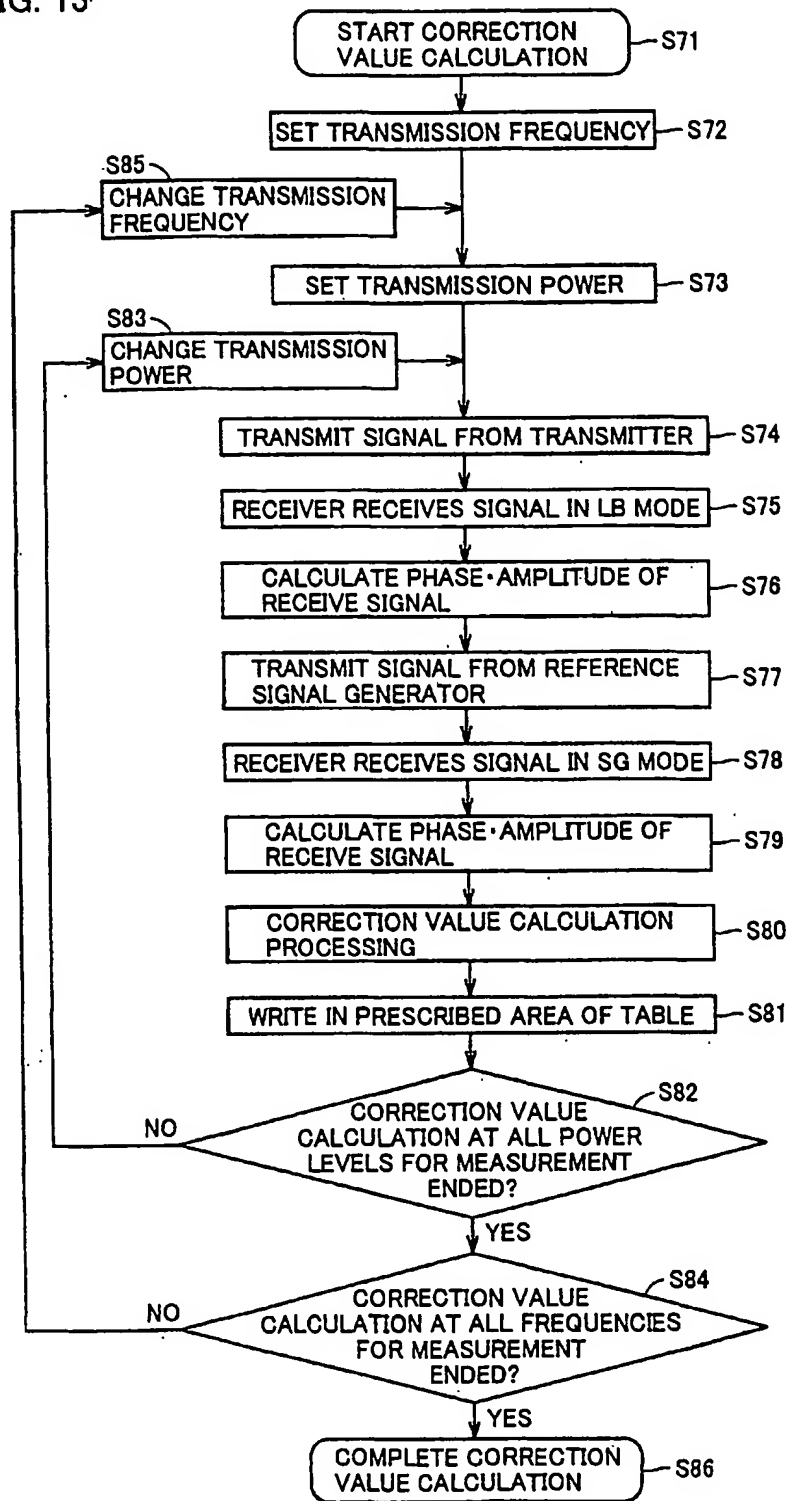 FIG. 13
START CORRECTION
VALUE CALCULATION
S71
SET TRANSMISSION FREQUENCY
S72
S85
CHANGE TRANSMISSION
FREQUENCY
SET TRANSMISSION POWER
S73
S83
CHANGE TRANSMISSION
POWER
TRANSMIT SIGNAL FROM TRANSMITTER
S74
RECEIVER RECEIVES SIGNAL IN LB MODE
S75
CALCULATE PHASE·AMPLITUDE OF
RECEIVE SIGNAL
S76
TRANSMIT SIGNAL FROM REFERENCE
SIGNAL GENERATOR
S77
RECEIVER RECEIVES SIGNAL IN SG MODE
S78
CALCULATE PHASE·AMPLITUDE OF
RECEIVE SIGNAL
S79
CORRECTION VALUE CALCULATION
PROCESSING
S80
WRITE IN PRESCRIBED AREA OF TABLE
S81
S82
NO
CORRECTION VALUE
CALCULATION AT ALL POWER
LEVELS FOR MEASUREMENT
ENDED?
YES
S84
NO
CORRECTION VALUE
CALCULATION AT ALL FREQUENCIES
FOR MEASUREMENT
ENDED?
YES
COMPLETE CORRECTION
VALUE CALCULATION
S86